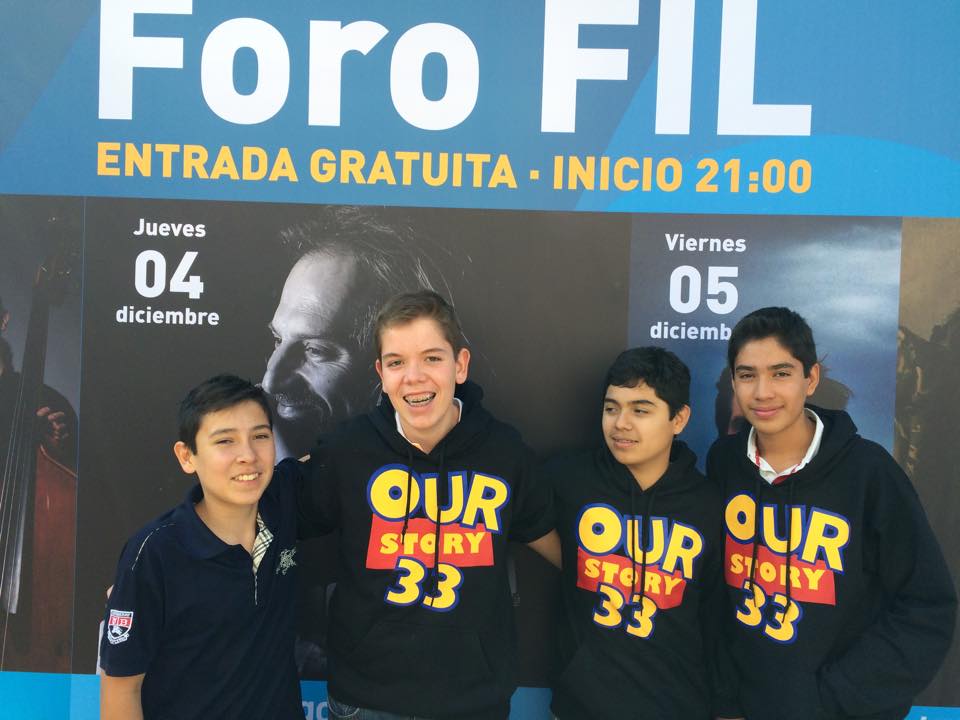 Foro FIL
ENTRADA GRATUITA · INICIO 21:00
Jueves
04
diciembre
Viernes
05
diciemb
OUR
STORY
33
OUR
STORY
33
OUR
STORY
33